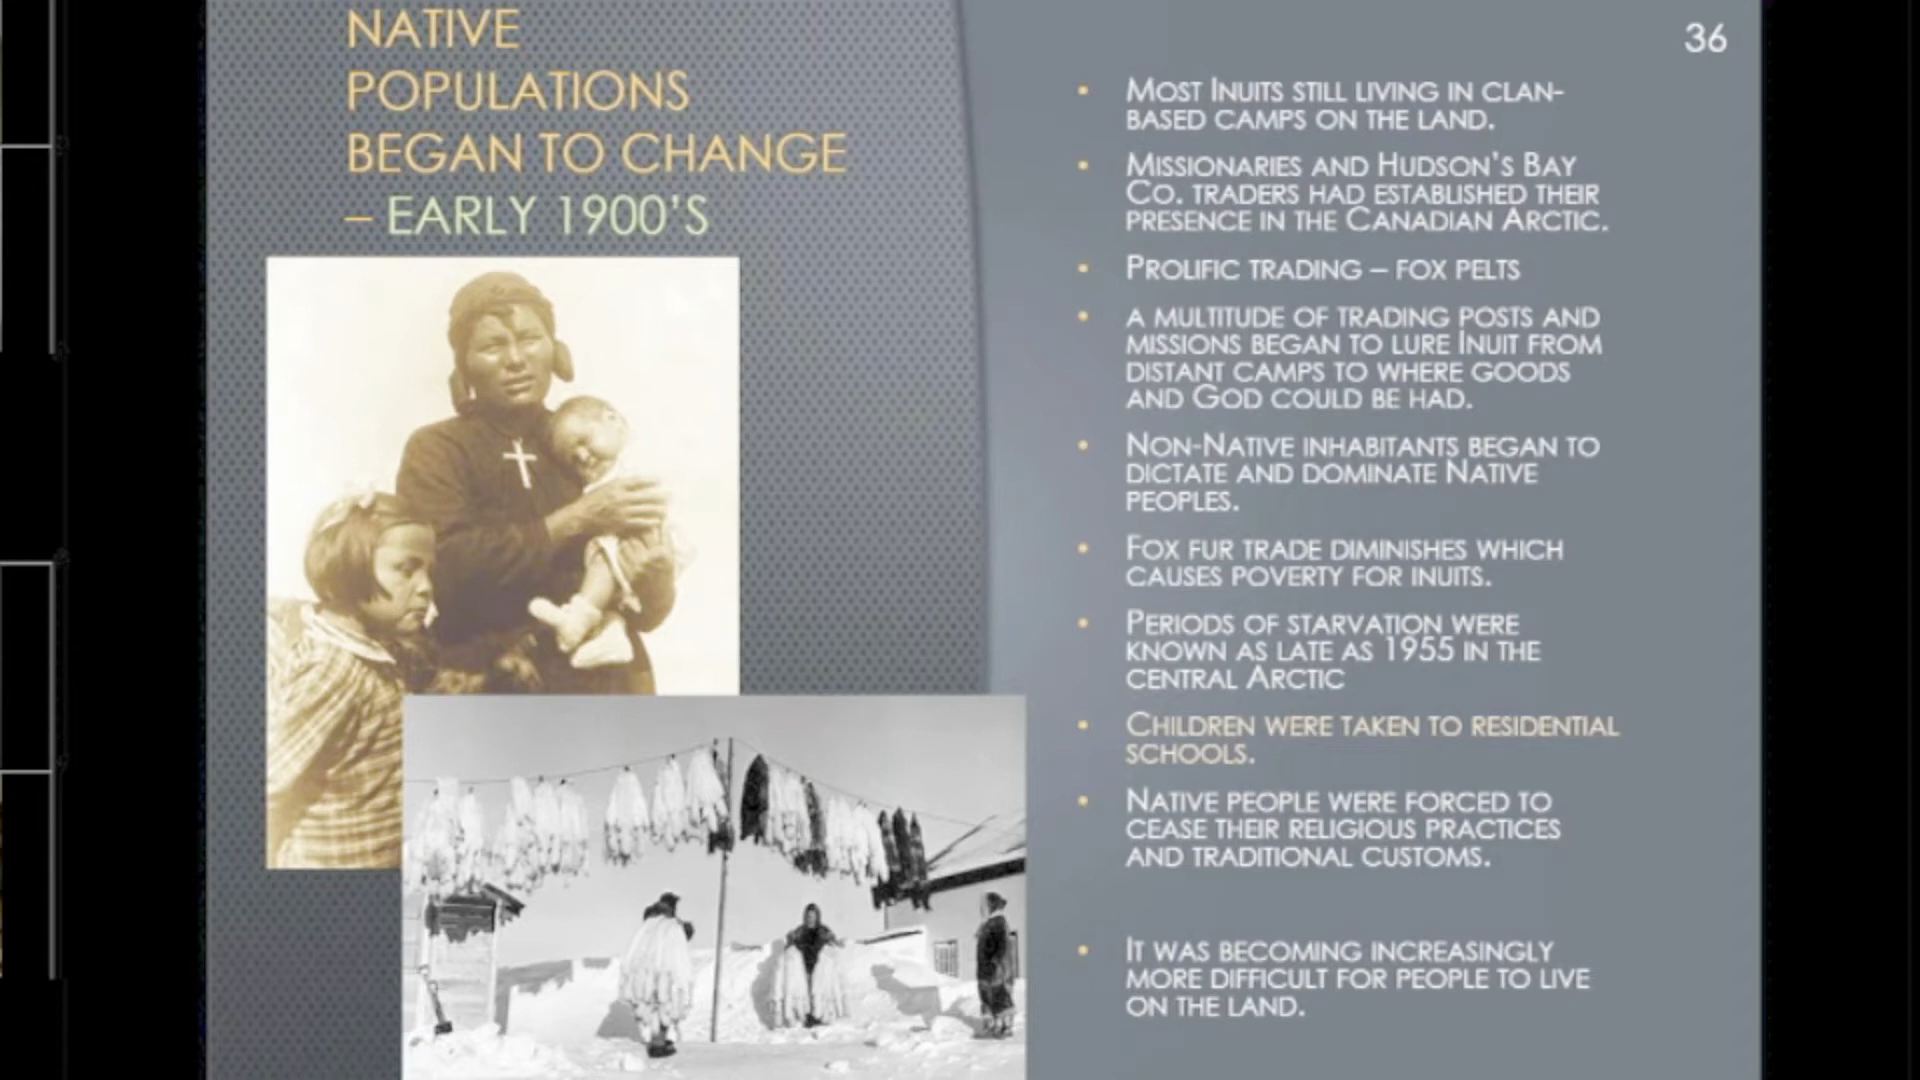 NATIVE
POPULATIONS
BEGAN TO CHANGE
– EARLY 1900'S
36
• MOST INUITS STILL LIVING IN CLAN-
BASED CAMPS ON THE LAND.
• MISSIONARIES AND HUDSON'S BAY
CO. TRADERS HAD ESTABLISHED THEIR
PRESENCE IN THE CANADIAN ARCTIC.
• PROLIFIC TRADING – FOX PELTS
• A MULTITUDE OF TRADING POSTS AND
MISSIONS BEGAN TO LURE INUIT FROM
DISTANT CAMPS TO WHERE GOODS
AND GOD COULD BE HAD.
• NON-NATIVE INHABITANTS BEGAN TO
DICTATE AND DOMINATE NATIVE
PEOPLES.
• FOX FUR TRADE DIMINISHES WHICH
CAUSES POVERTY FOR INUITS.
• PERIODS OF STARVATION WERE
KNOWN AS LATE AS 1955 IN THE
CENTRAL ARCTIC
• CHILDREN WERE TAKEN TO RESIDENTIAL
SCHOOLS.
• NATIVE PEOPLE WERE FORCED TO
CEASE THEIR RELIGIOUS PRACTICES
AND TRADITIONAL CUSTOMS.
• IT WAS BECOMING INCREASINGLY
MORE DIFFICULT FOR PEOPLE TO LIVE
ON THE LAND.